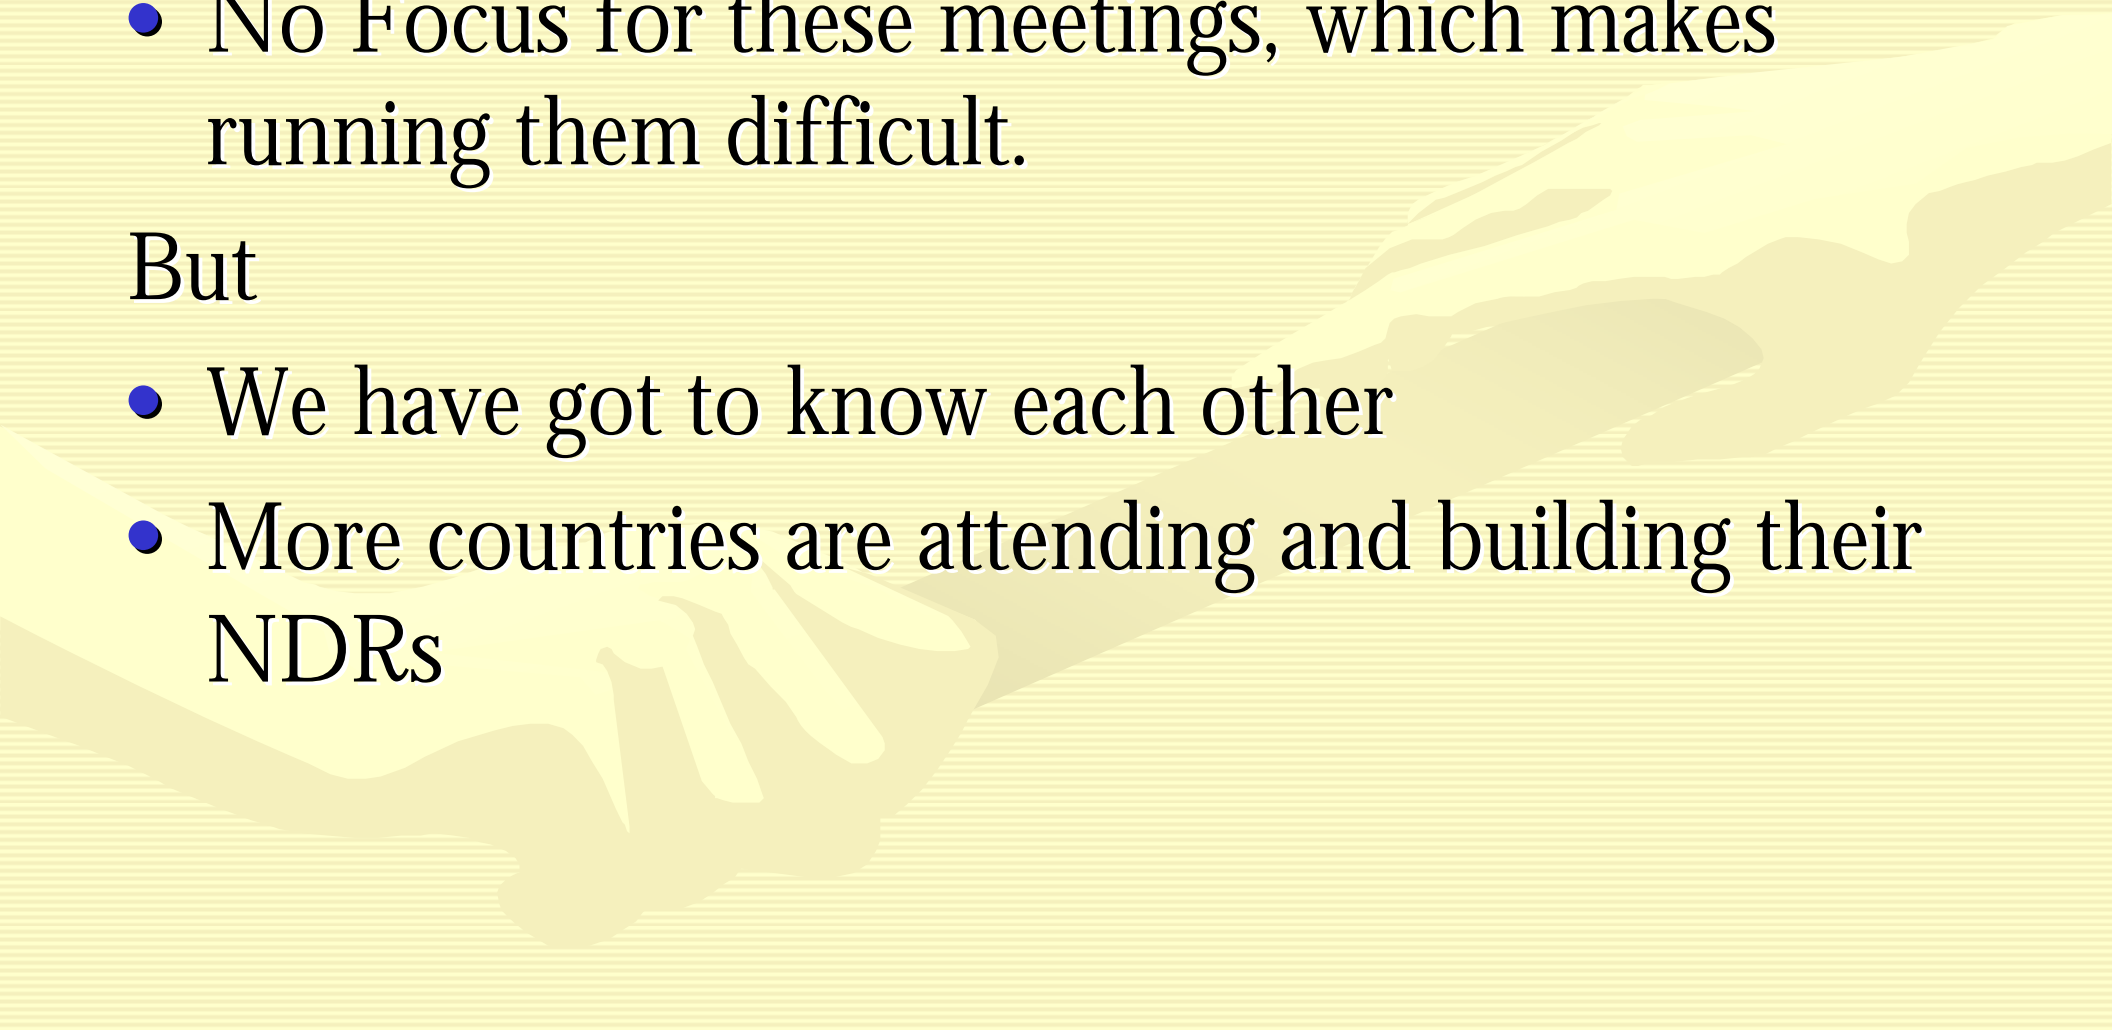 • No Focus for these meetings, which makes
running them difficult.
But
• We have got to know each other
• More countries are attending and building their
NDRs